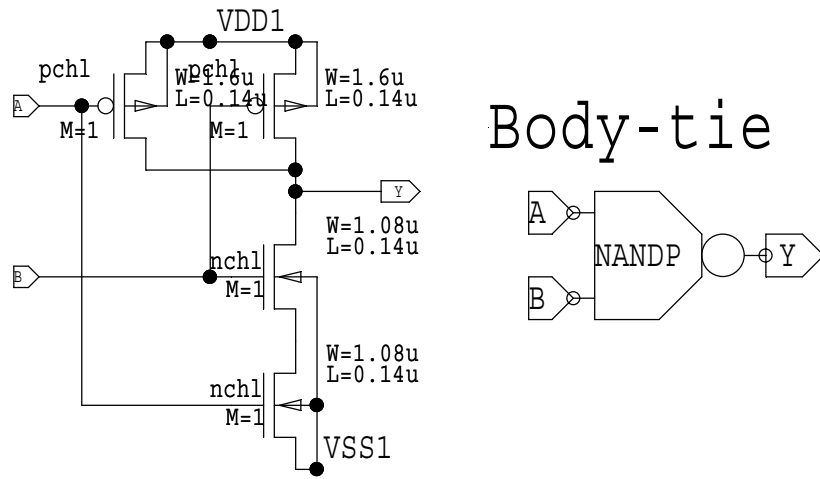 VDD1
pchl
W=1.6u
L=0.14u
M=1
pchl
W=1.6u
L=0.14u
M=1
A
Y
W=1.08u
L=0.14u
nchl
M=1
B
W=1.08u
L=0.14u
nchl
M=1
VSS1
Body-tie
A
NANDP
Y
B